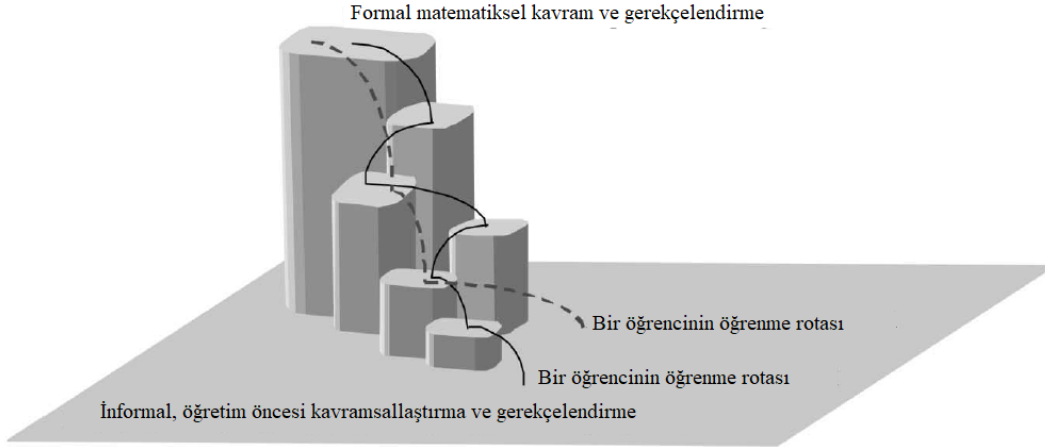 Formal matematiksel kavram ve gerekçelendirme
Bir öğrencinin öğrenme rotası
Bir öğrencinin öğrenme rotası
İnformal, öğretim öncesi kavramsallaştırma ve gerekçelendirme